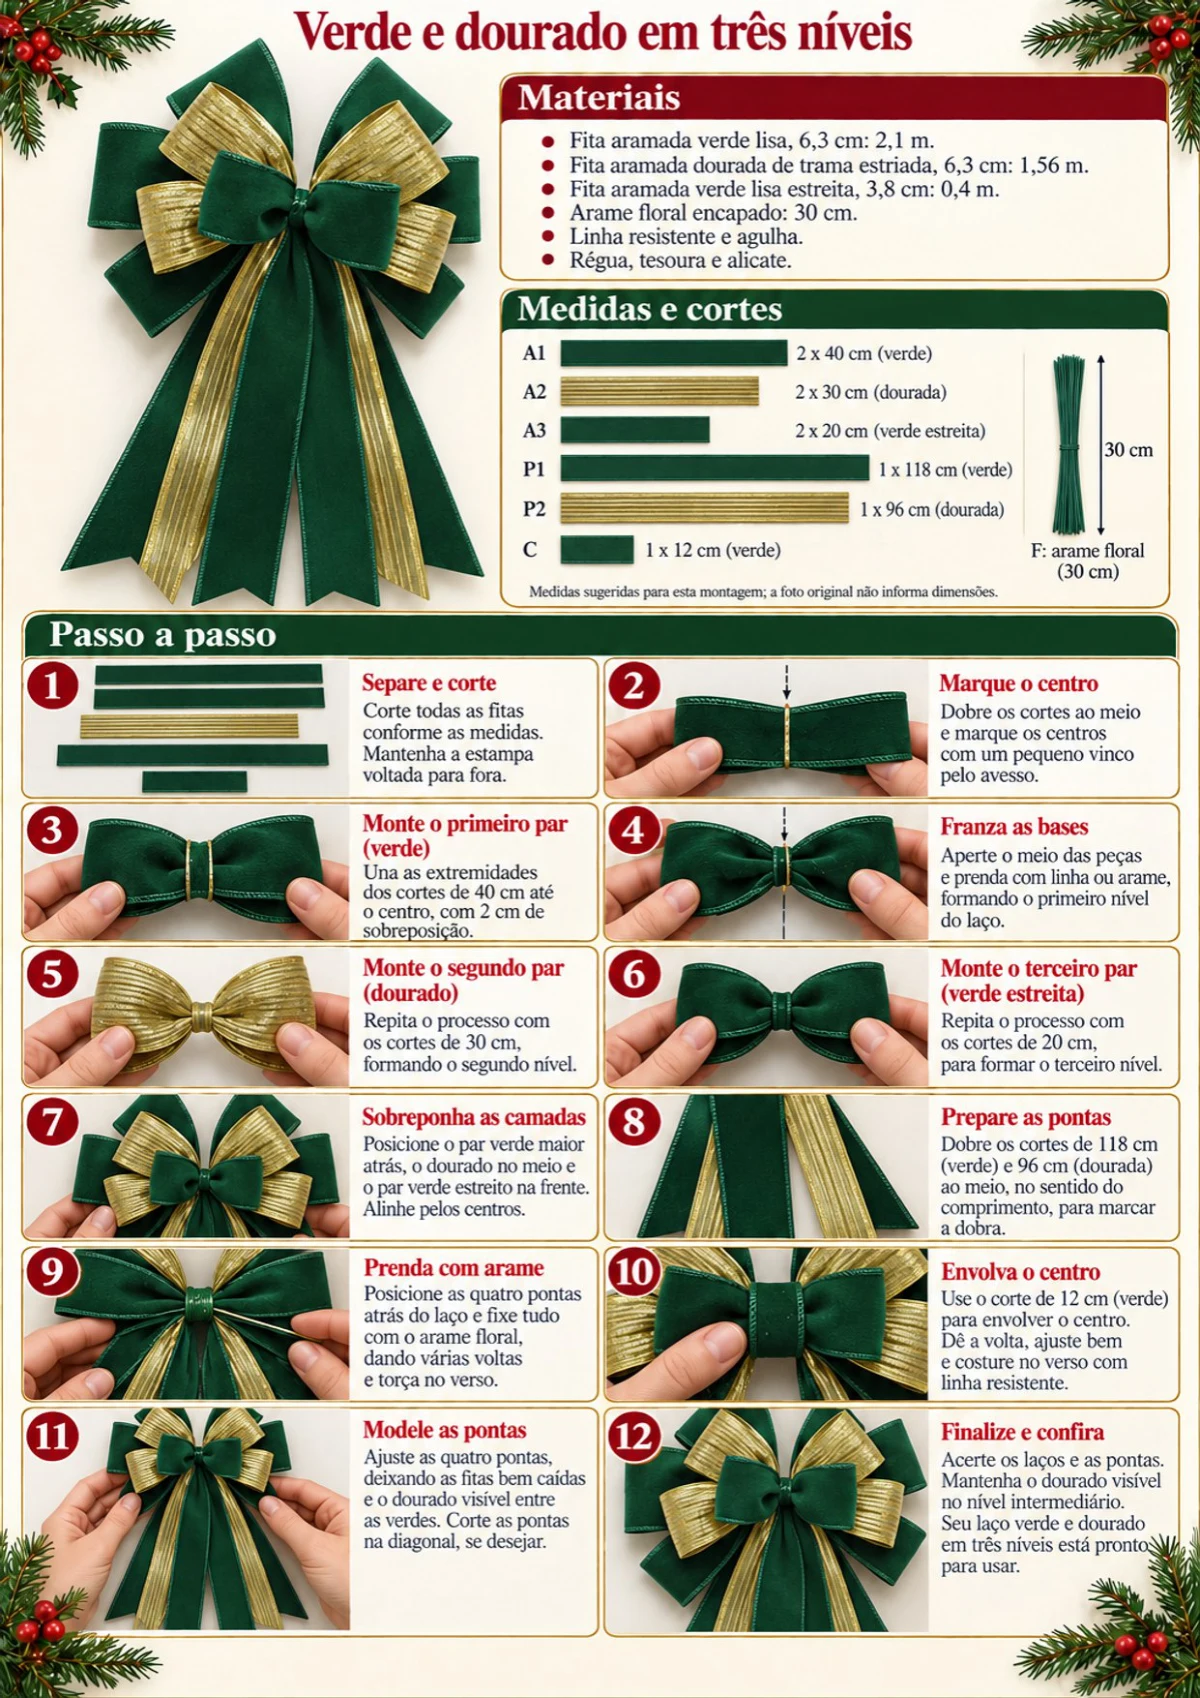 Verde e dourado em três níveis
Materiais
Fita aramada verde lisa, 6,3 cm: 2,1 m.
Fita aramada dourada de trama estriada, 6,3 cm: 1,56 m.
Fita aramada verde lisa estreita, 3,8 cm: 0,4 m.
Arame floral encapado: 30 cm.
Linha resistente e agulha.
Régua, tesoura e alicate.
Medidas e cortes
A1 2 x 40 cm (verde)
A2 2 x 30 cm (dourada)
A3 2 x 20 cm (verde estreita)
P1 1 x 118 cm (verde)
P2 1 x 96 cm (dourada)
C 1 x 12 cm (verde)
30 cm
F: arame floral
(30 cm)
Medidas sugeridas para esta montagem; a foto original não informa dimensões.
Passo a passo
1
Separe e corte
Corte todas as fitas
conforme as medidas.
Mantenha a estampa
voltada para fora.
2
Marque o centro
Dobre os cortes ao meio
e marque os centros
com um pequeno vinco
pelo avesso.
3
Monte o primeiro par
(verde)
Una as extremidades
dos cortes de 40 cm até
o centro, com 2 cm de
sobreposição.
4
Franza as bases
Aperte o meio das peças
e prenda com linha ou arame,
formando o primeiro nível
do laço.
5
Monte o segundo par
(dourado)
Repita o processo com
os cortes de 30 cm,
formando o segundo nível.
6
Monte o terceiro par
(verde estreita)
Repita o processo com
os cortes de 20 cm,
para formar o terceiro nível.
7
Sobreponha as camadas
Posicione o par verde maior
atrás, o dourado no meio e
o par verde estreito na frente.
Alinhe pelos centros.
8
Prepare as pontas
Dobre os cortes de 118 cm
(verde) e 96 cm (dourada)
ao meio, no sentido do
comprimento, para marcar
a dobra.
9
Prenda com arame
Posicione as quatro pontas
atrás do laço e fixe tudo
com o arame floral,
dando várias voltas
e torça no verso.
10
Envolva o centro
Use o corte de 12 cm (verde)
para envolver o centro.
Dê a volta, ajuste bem
e costure no verso com
linha resistente.
11
Modele as pontas
Ajuste as quatro pontas,
deixando as fitas bem caídas
e o dourado visível entre
as verdes. Corte as pontas
na diagonal, se desejar.
12
Finalize e confira
Acerte os laços e as pontas.
Mantenha o dourado visível
no nível intermediário.
Seu laço verde e dourado
em três níveis está pronto
para usar.